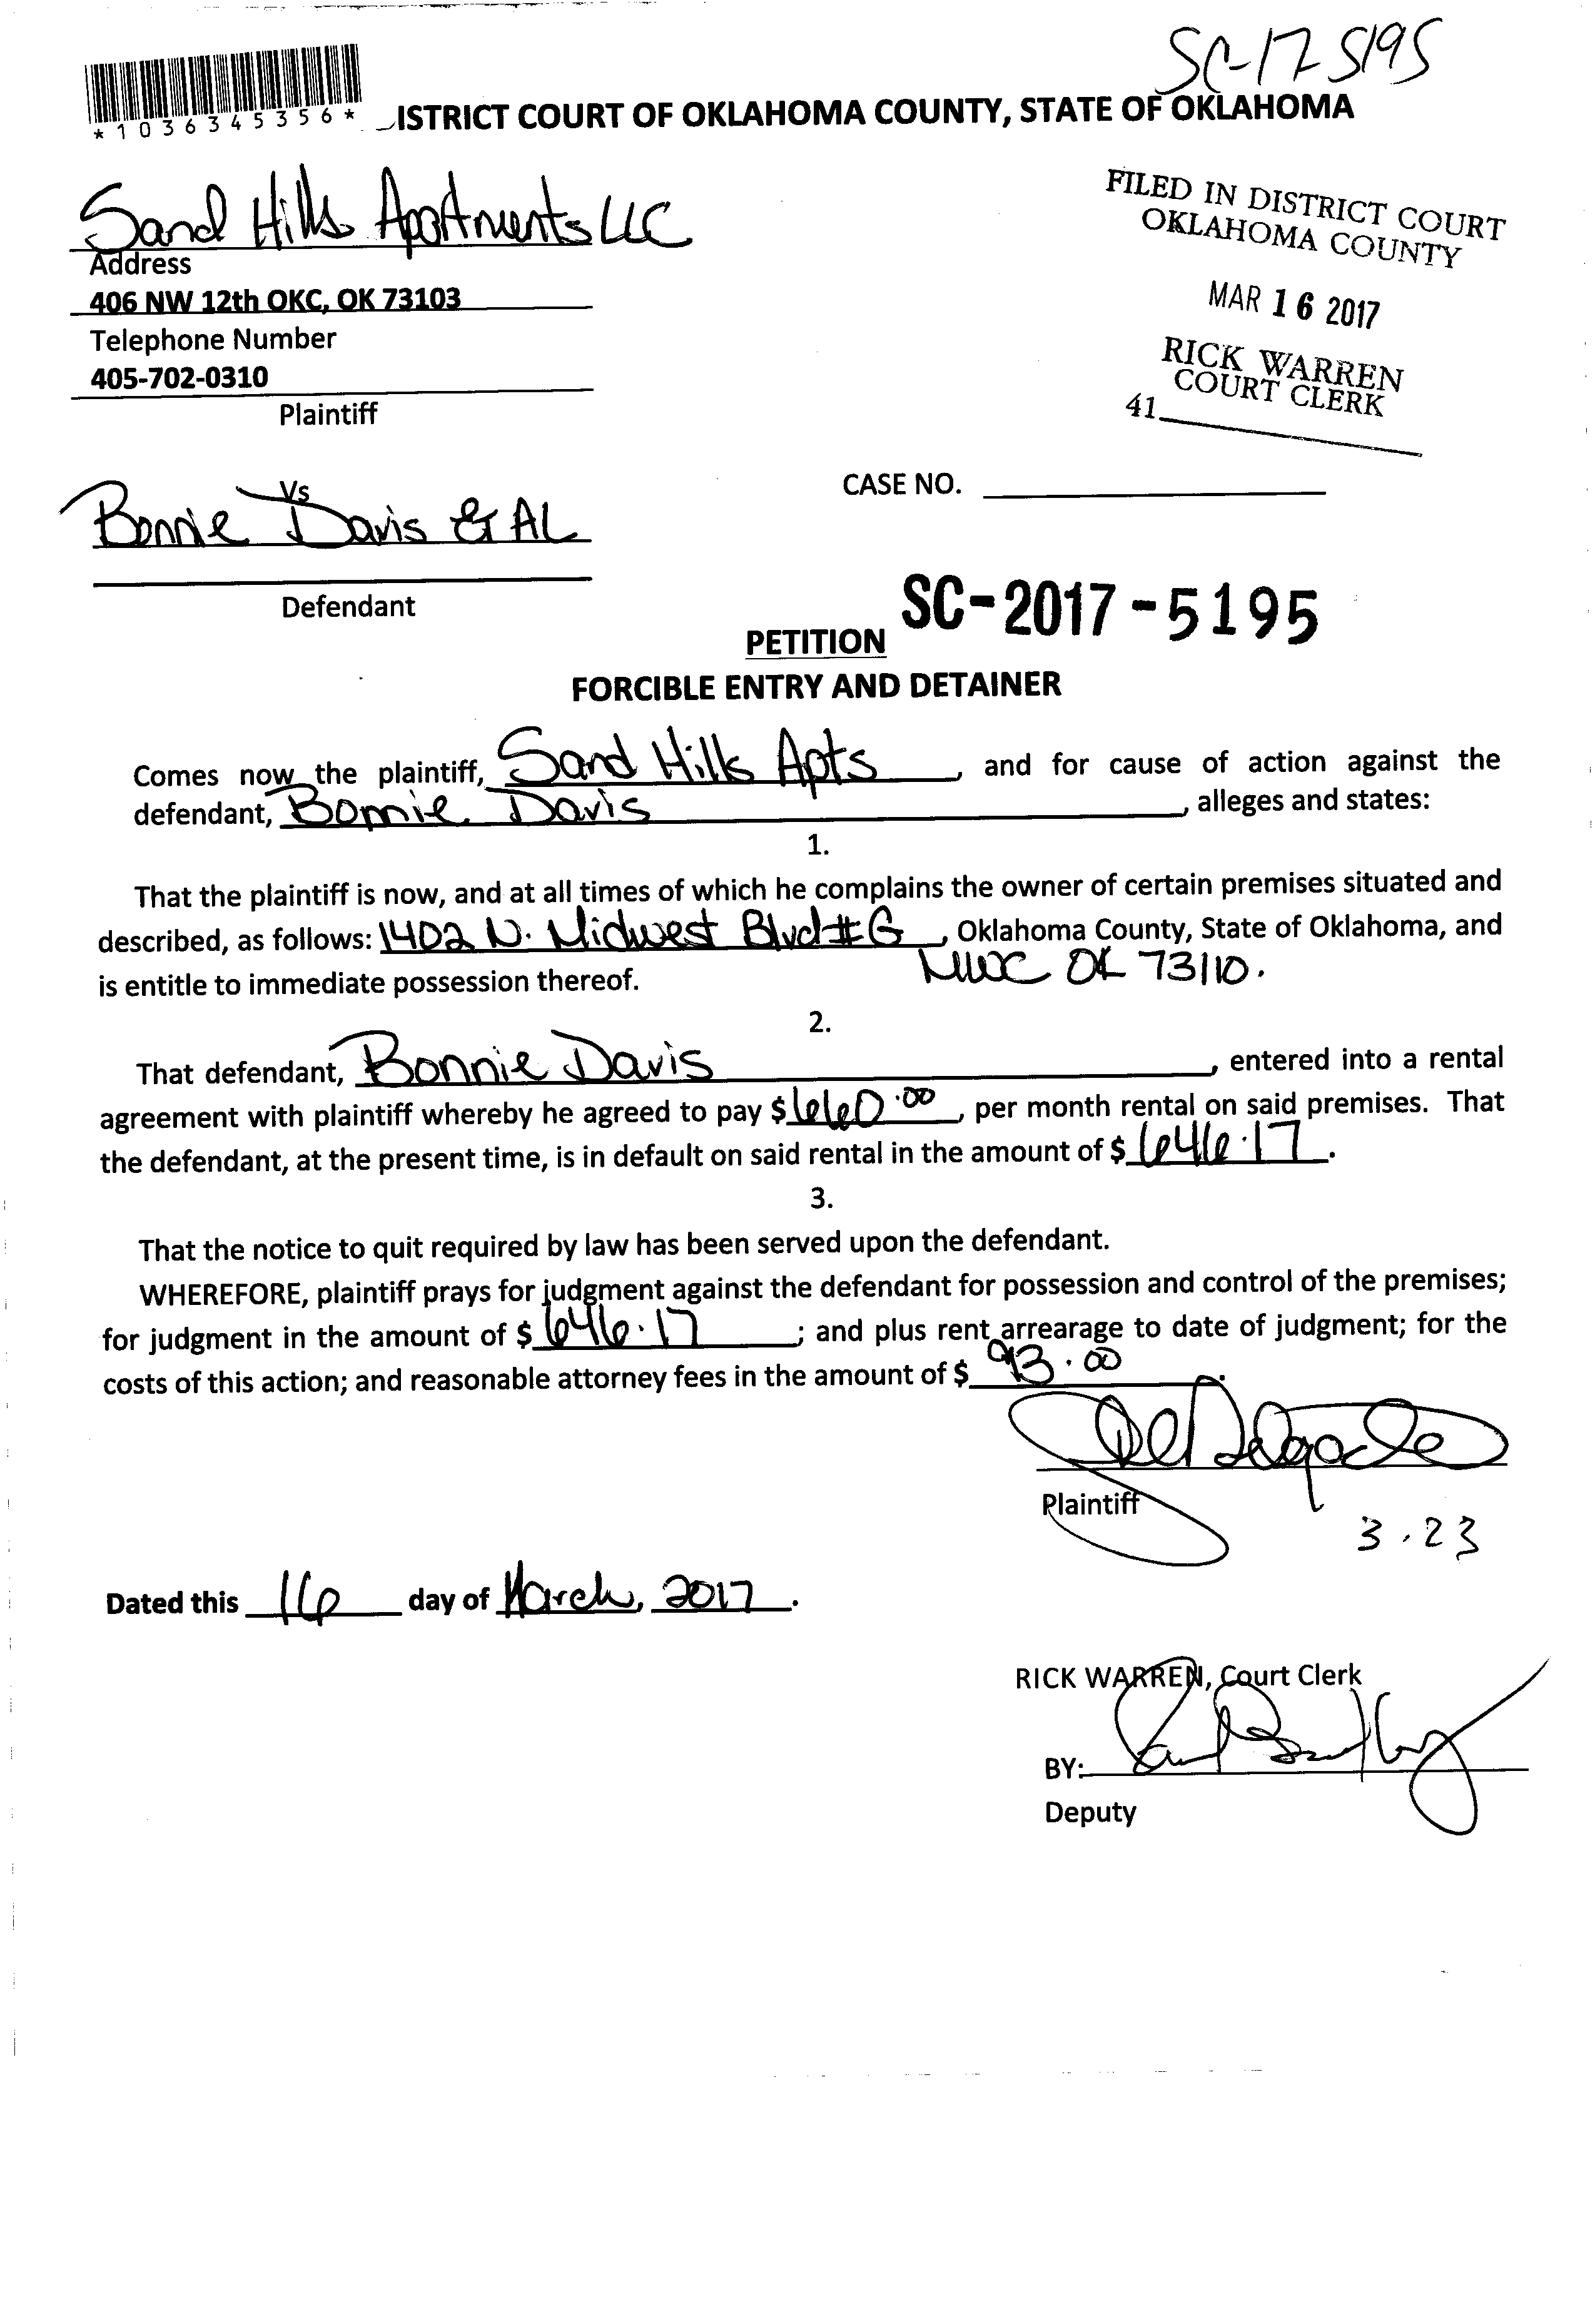 SC-17 5195
*1036345356*
ISTRICT COURT OF OKLAHOMA COUNTY, STATE OF OKLAHOMA
Sand Hills Apartments LLC
Address
406 NW 12th OKC, OK 73103
Telephone Number
405-702-0310
Plaintiff
FILED IN DISTRICT COURT
OKLAHOMA COUNTY
MAR 16 2017
RICK WARREN
COURT CLERK
41
Vs
CASE NO.
Bonnie Davis Et AL
Defendant
SC-2017-5195
PETITION
FORCIBLE ENTRY AND DETAINER
Comes now the plaintiff, Sand Hills Apts, and for cause of action against the
defendant, Bonnie Davis, alleges and states:
1.
That the plaintiff is now, and at all times of which he complains the owner of certain premises situated and
described, as follows: 1402 N. Midwest Blvd #G, Oklahoma County, State of Oklahoma, and
is entitle to immediate possession thereof. MWC OK 73110.
2.
That defendant, Bonnie Davis, entered into a rental
agreement with plaintiff whereby he agreed to pay $660.00, per month rental on said premises. That
the defendant, at the present time, is in default on said rental in the amount of $646.17.
3.
That the notice to quit required by law has been served upon the defendant.
WHEREFORE, plaintiff prays for judgment against the defendant for possession and control of the premises;
for judgment in the amount of $646.17; and plus rent arrearage to date of judgment; for the
costs of this action; and reasonable attorney fees in the amount of $93.00.
Plaintiff
3.23
Dated this 16 day of March, 2017.
RICK WARREN, Court Clerk
BY:
Deputy